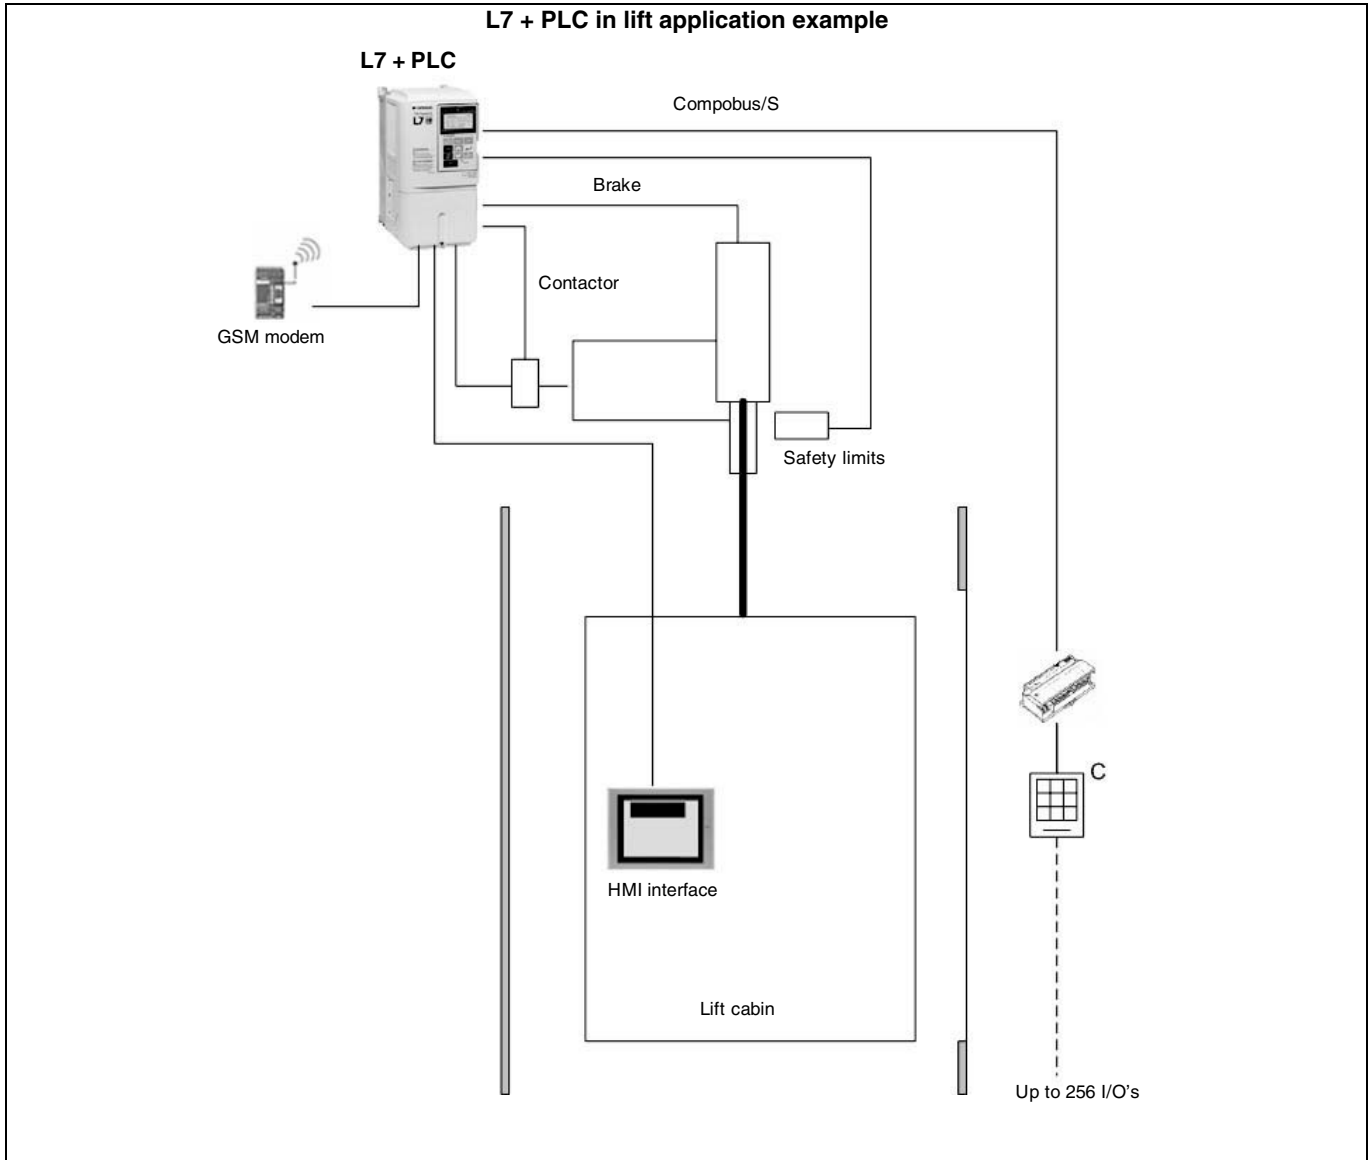 L7 + PLC in lift application example
L7 + PLC
L7
Compobus/S
Brake
Contactor
GSM modem
Safety limits
C
HMI interface
Lift cabin
Up to 256 I/O's